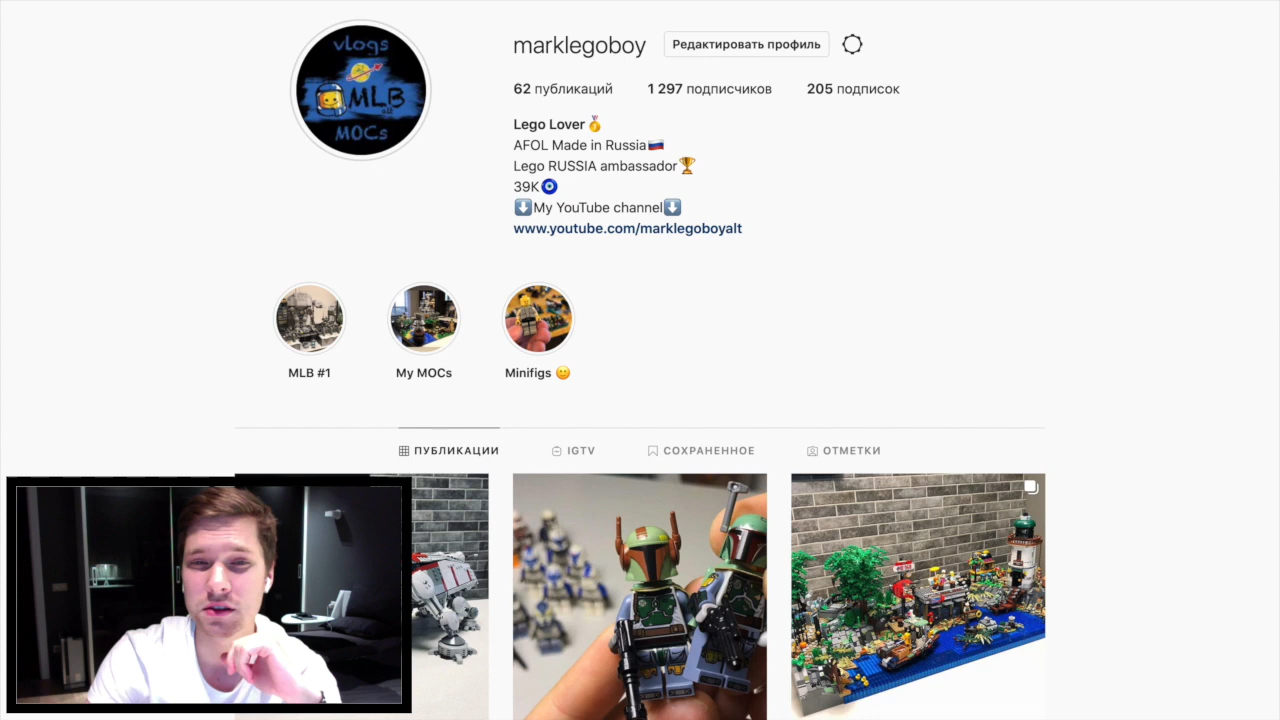 vlogs
MLB
alt
MOCs
marklegoboy
Редактировать профиль
62 публикаций 1 297 подписчиков 205 подписок
Lego Lover🥇
AFOL Made in Russia🇷🇺
Lego RUSSIA ambassador🏆
39K🧿
⬇️My YouTube channel⬇️
www.youtube.com/marklegoboyalt
MLB #1 My MOCs Minifigs 😊
ПУБЛИКАЦИИ IGTV СОХРАНЕННОЕ ОТМЕТКИ